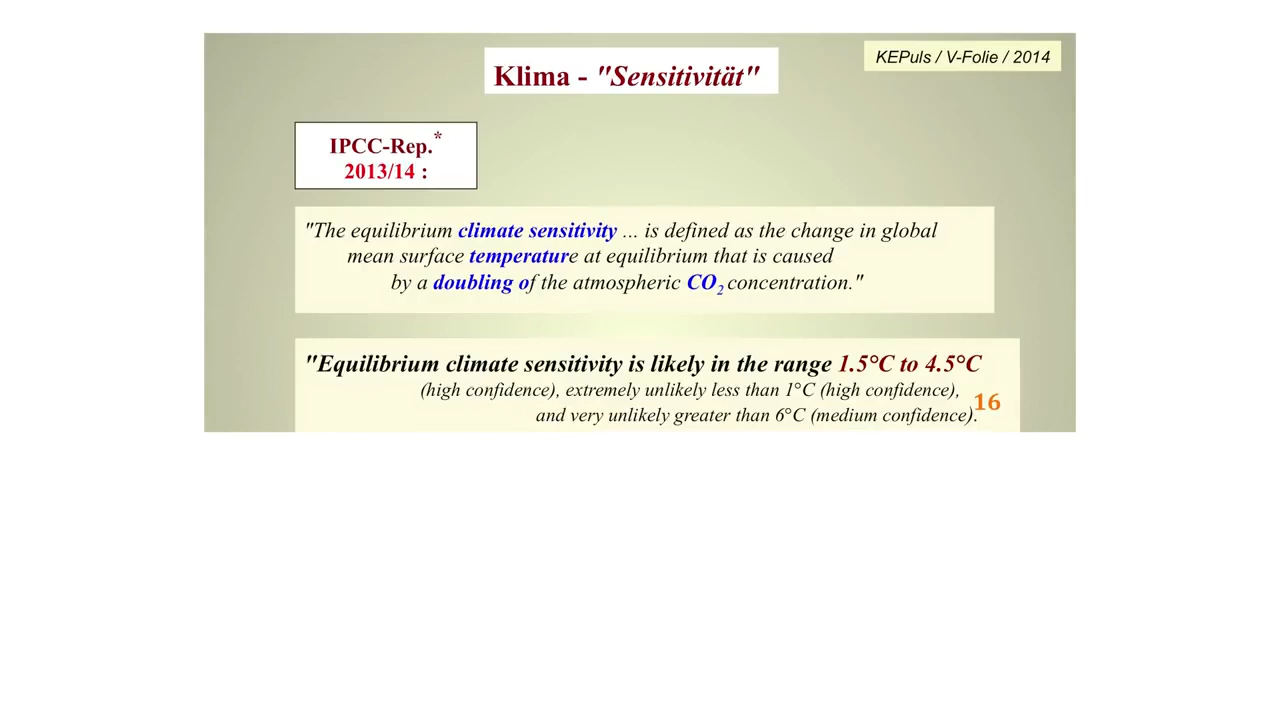 KEPuls / V-Folie / 2014
Klima - "Sensitivität"
IPCC-Rep.*
2013/14 :
"The equilibrium climate sensitivity ... is defined as the change in global
mean surface temperature at equilibrium that is caused
by a doubling of the atmospheric CO2 concentration."
"Equilibrium climate sensitivity is likely in the range 1.5°C to 4.5°C
(high confidence), extremely unlikely less than 1°C (high confidence),
and very unlikely greater than 6°C (medium confidence).
16